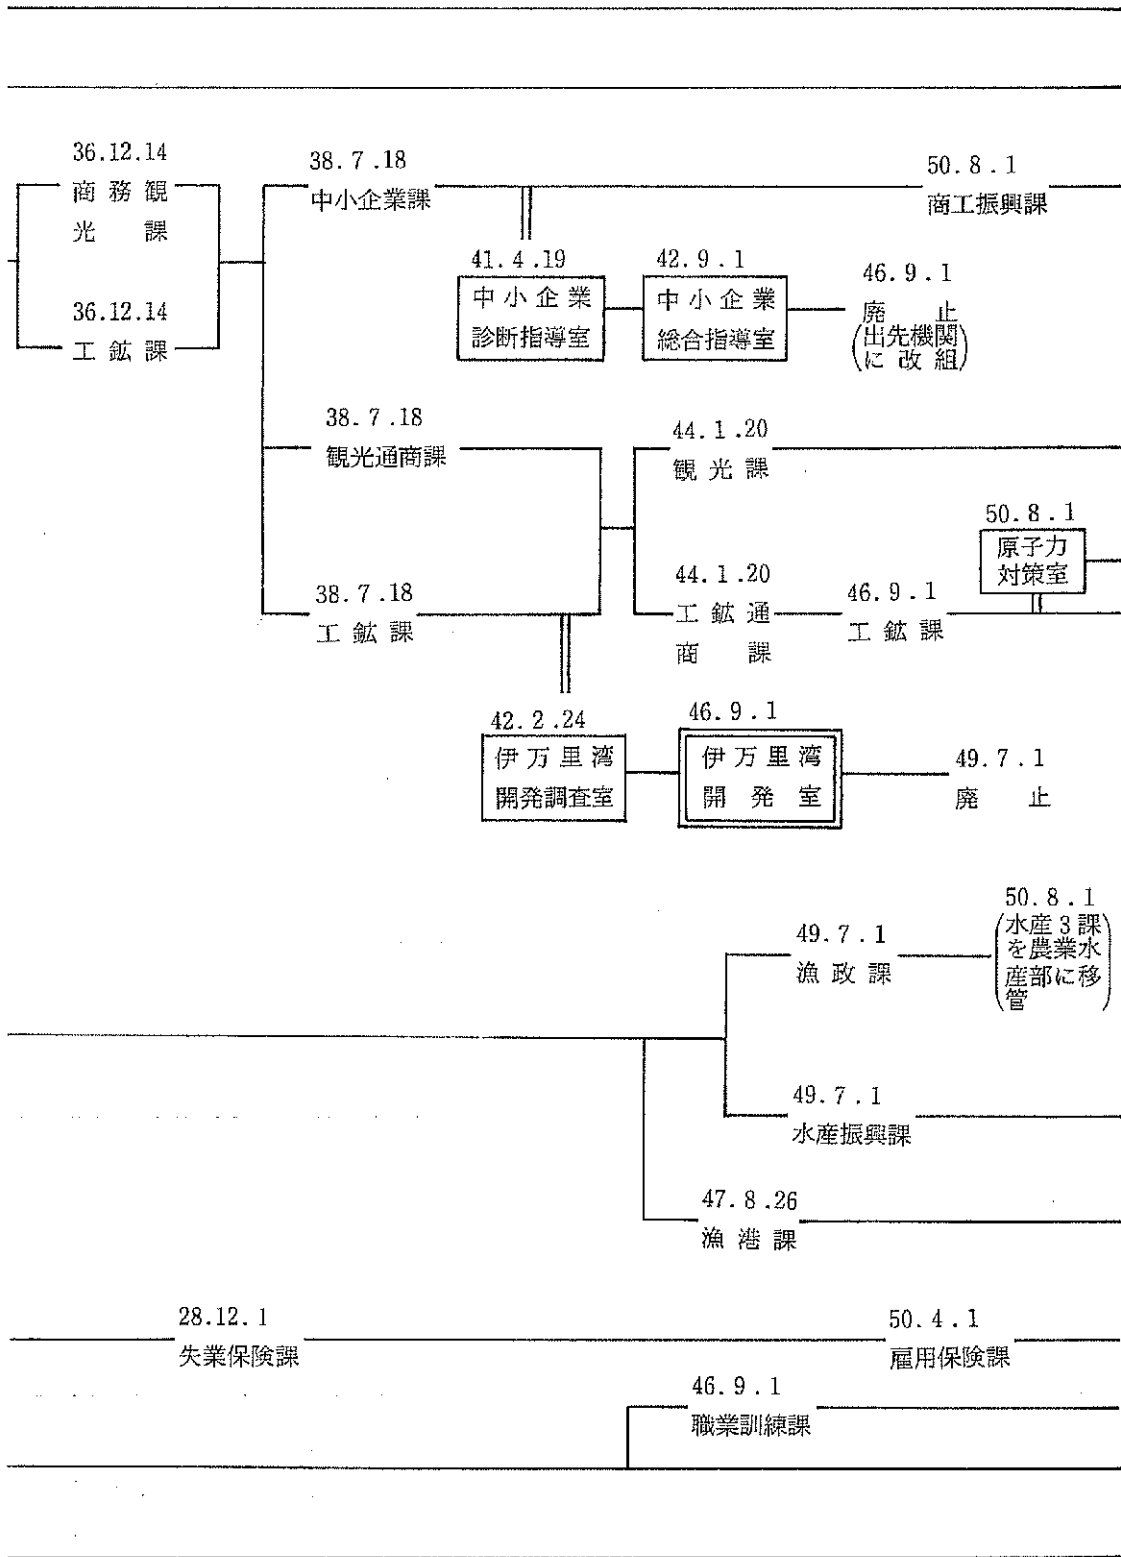 36.12.14
商務観
光課
36.12.14
工鉱課
38.7.18
中小企業課
50.8.1
商工振興課
41.4.19
中小企業
診断指導室
42.9.1
中小企業
総合指導室
46.9.1
廃止
(出先機関
に改組)
38.7.18
観光通商課
44.1.20
観光課
50.8.1
原子力
対策室
38.7.18
工鉱課
44.1.20
工鉱通
商課
46.9.1
工鉱課
42.2.24
伊万里湾
開発調査室
46.9.1
伊万里湾
開発室
49.7.1
廃止
49.7.1
漁政課
50.8.1
(水産3課
を農業水
産部に移
管)
49.7.1
水産振興課
47.8.26
漁港課
28.12.1
失業保険課
50.4.1
雇用保険課
46.9.1
職業訓練課